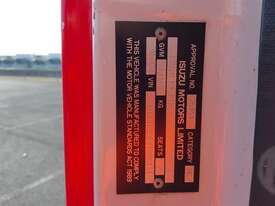 APPROVAL NO.
CATEGORY
ISUZU MOTORS LIMITED
GVM KG SEATS
VIN
THIS VEHICLE WAS MANUFACTURED TO COMPLY
WITH THE MOTOR VEHICLE STANDARDS ACT 1989